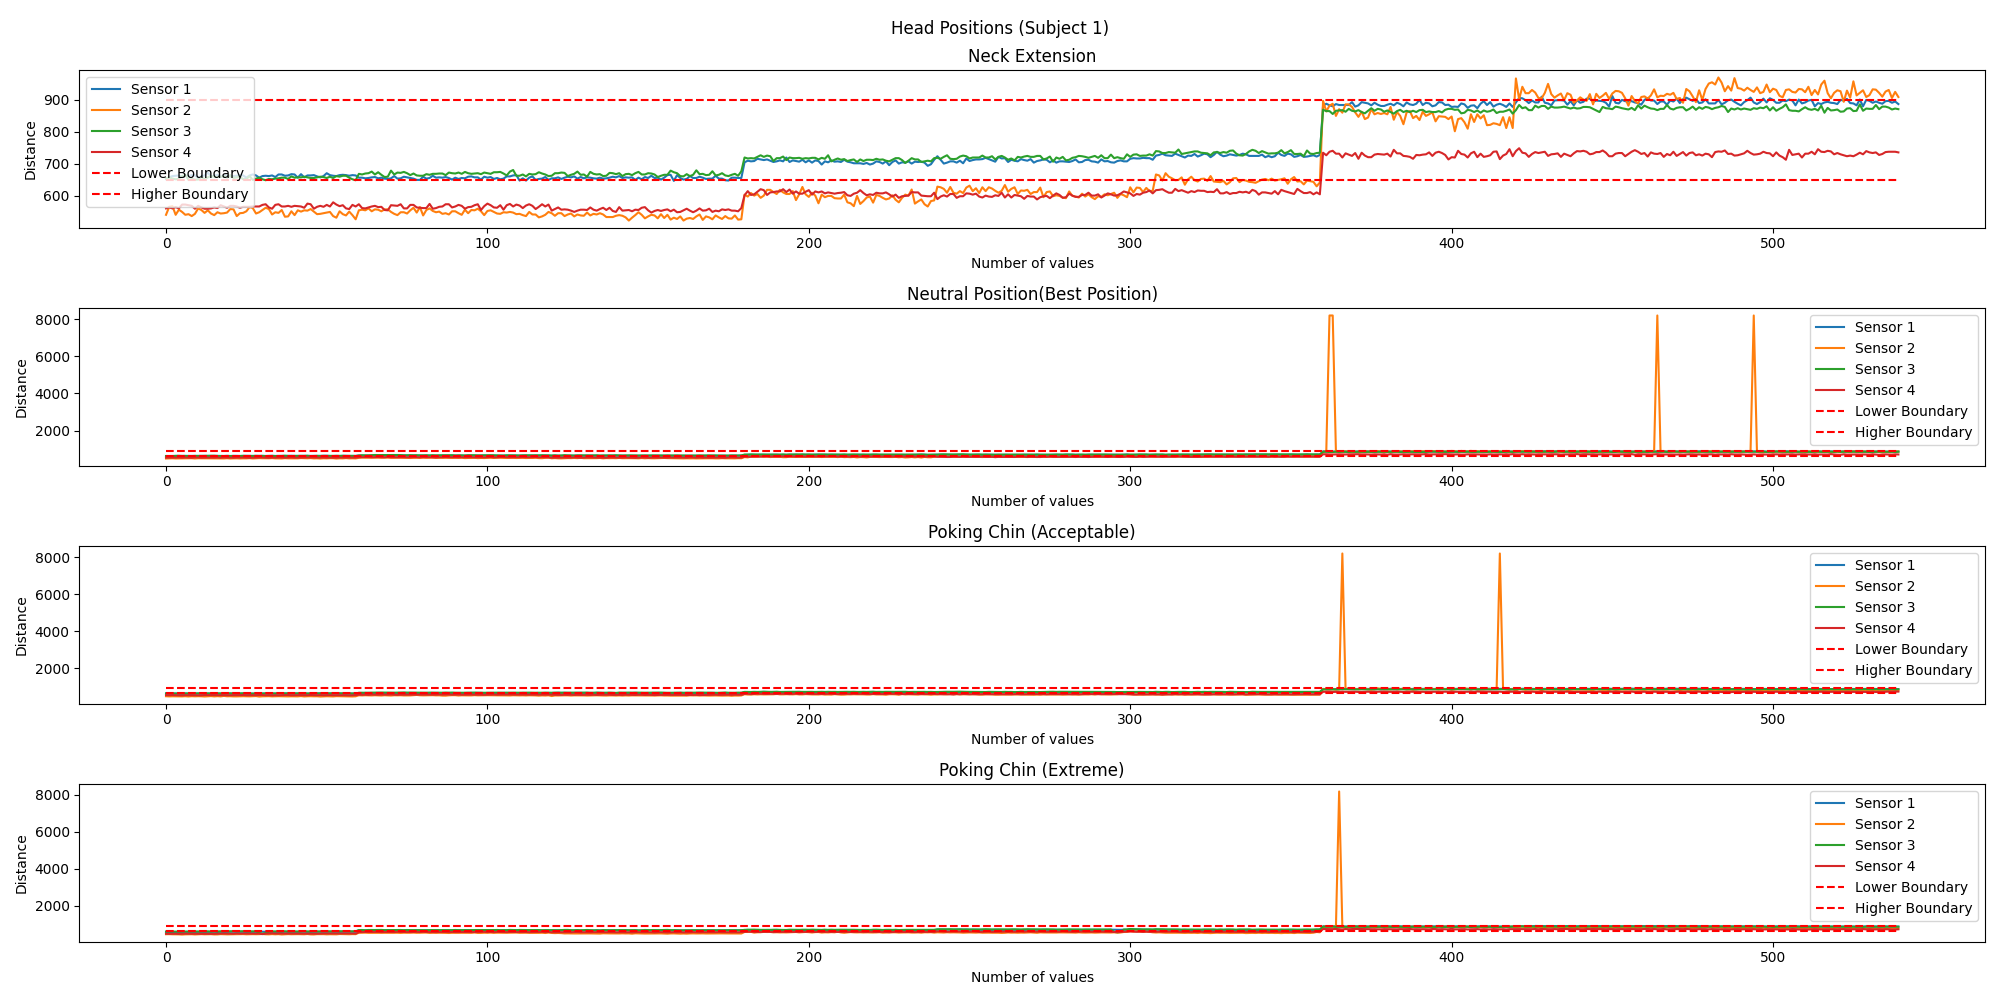 Head Positions (Subject 1)
Neck Extension
Distance
900
800
700
600
Sensor 1
Sensor 2
Sensor 3
Sensor 4
Lower Boundary
Higher Boundary
0 100 200 300 400 500
Number of values
Neutral Position(Best Position)
Distance
8000
6000
4000
2000
Sensor 1
Sensor 2
Sensor 3
Sensor 4
Lower Boundary
Higher Boundary
0 100 200 300 400 500
Number of values
Poking Chin (Acceptable)
Distance
8000
6000
4000
2000
Sensor 1
Sensor 2
Sensor 3
Sensor 4
Lower Boundary
Higher Boundary
0 100 200 300 400 500
Number of values
Poking Chin (Extreme)
Distance
8000
6000
4000
2000
Sensor 1
Sensor 2
Sensor 3
Sensor 4
Lower Boundary
Higher Boundary
0 100 200 300 400 500
Number of values